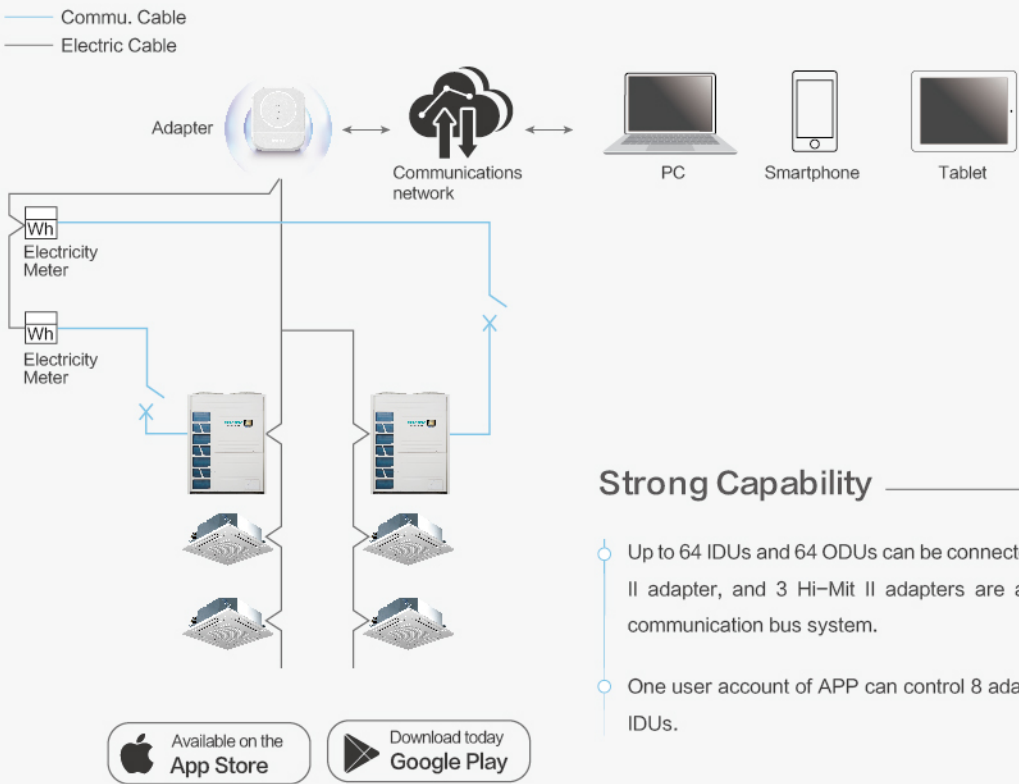 Commu. Cable
Electric Cable
Adapter
Communications
network
PC
Smartphone
Tablet
Wh
Electricity
Meter
Wh
Electricity
Meter
Strong Capability
Up to 64 IDUs and 64 ODUs can be
II adapter, and 3 Hi-Mit II adapters are
communication bus system.
One user account of APP can control 8
IDUs.
Available on the
App Store
Download today
Google Play